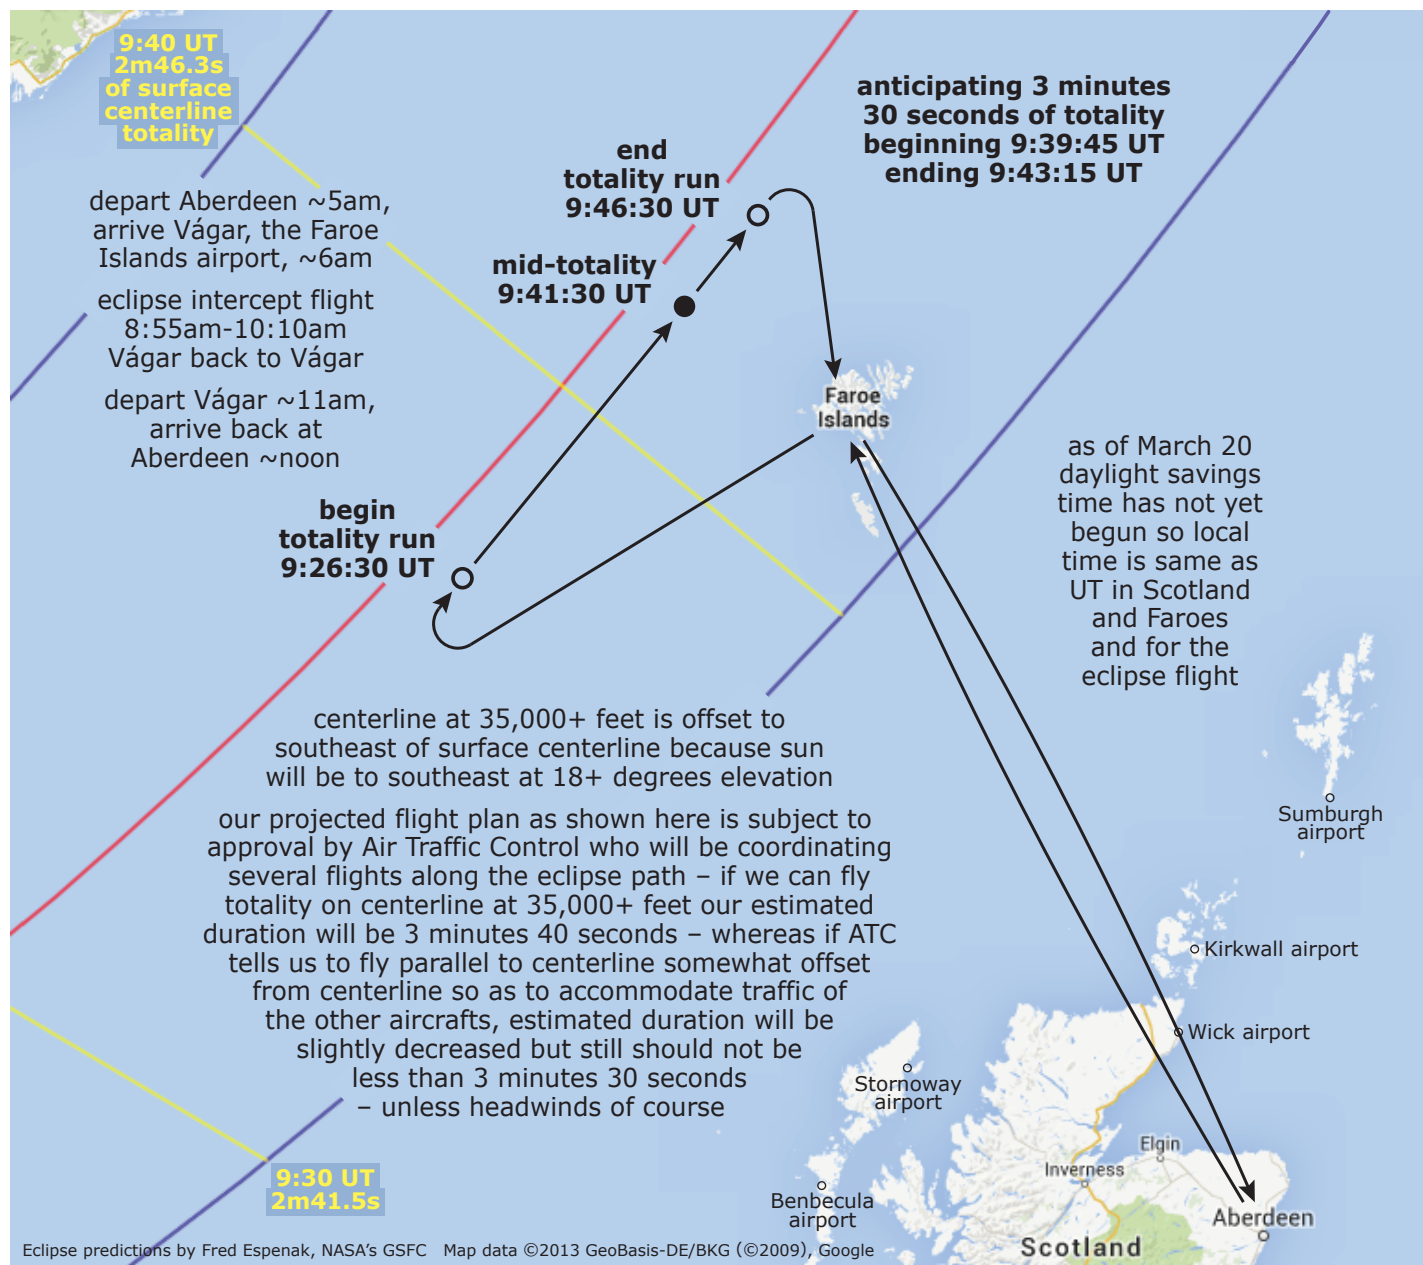 9:40 UT
2m46.3s
of surface
centerline
totality
anticipating 3 minutes
30 seconds of totality
beginning 9:39:45 UT
ending 9:43:15 UT
end
totality run
9:46:30 UT
depart Aberdeen ~5am,
arrive Vágar, the Faroe
Islands airport, ~6am
mid-totality
9:41:30 UT
eclipse intercept flight
8:55am-10:10am
Vágar back to Vágar
depart Vágar ~11am,
arrive back at
Aberdeen ~noon
Faroe
Islands
begin
totality run
9:26:30 UT
as of March 20
daylight savings
time has not yet
begun so local
time is same as
UT in Scotland
and Faroes
and for the
eclipse flight
centerline at 35,000+ feet is offset to
southeast of surface centerline because sun
will be to southeast at 18+ degrees elevation
our projected flight plan as shown here is subject to
approval by Air Traffic Control who will be coordinating
several flights along the eclipse path – if we can fly
totality on centerline at 35,000+ feet our estimated
duration will be 3 minutes 40 seconds – whereas if ATC
tells us to fly parallel to centerline somewhat offset
from centerline so as to accommodate traffic of
the other aircrafts, estimated duration will be
slightly decreased but still should not be
less than 3 minutes 30 seconds
– unless headwinds of course
Sumburgh
airport
Kirkwall airport
Wick airport
Stornoway
airport
Elgin
Inverness
Benbecula
airport
Aberdeen
Scotland
9:30 UT
2m41.5s
Eclipse predictions by Fred Espenak, NASA's GSFC Map data ©2013 GeoBasis-DE/BKG (©2009), Google